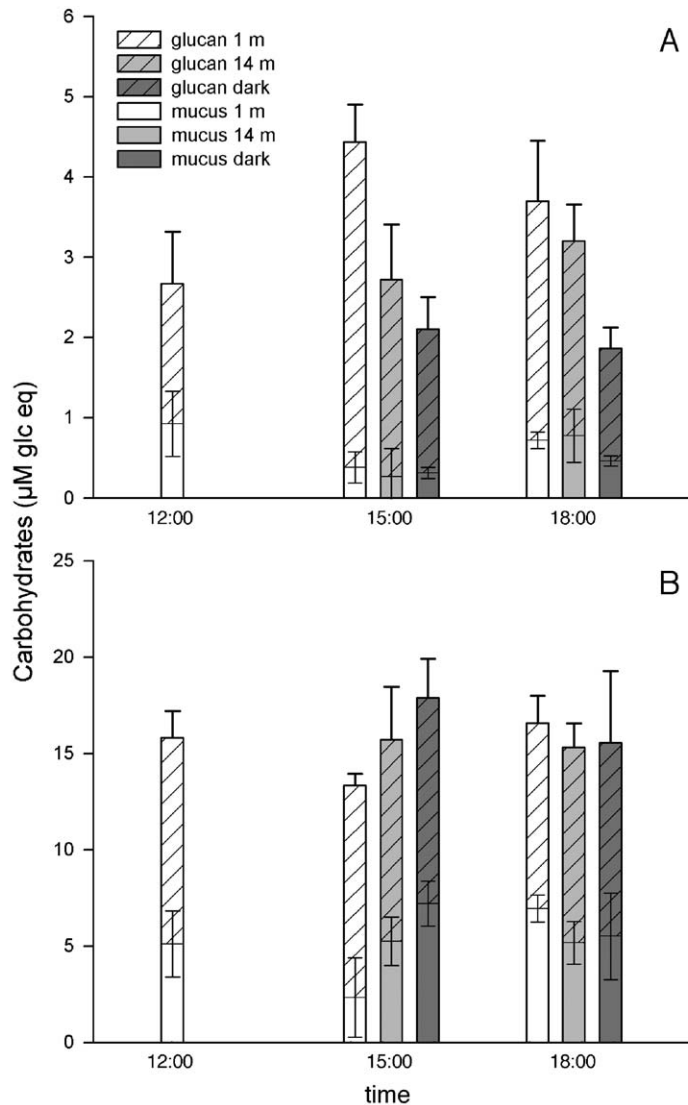 6
A
glucan 1 m
glucan 14 m
glucan dark
mucus 1 m
mucus 14 m
mucus dark
5
4
3
2
1
0
12:00 15:00 18:00
Carbohydrates (µM glc eq)
25
B
20
15
10
5
0
12:00 15:00 18:00
time